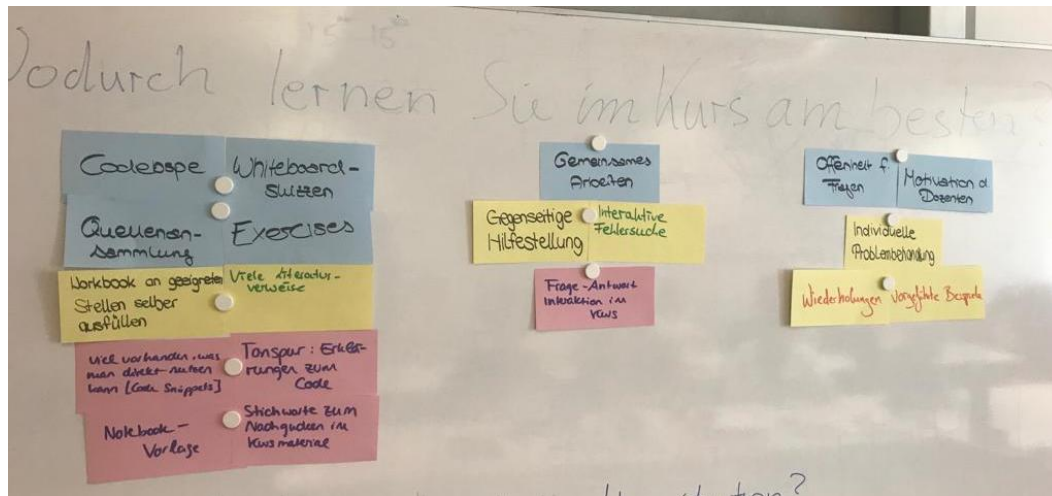 Wodurch lernen Sie im Kurs am besten?
Codebspe
Whiteboard-
skizzen
Quellenan-
sammlung
Exercises
Workbook an geeigneten
Stellen selber
ausfüllen
Viele Literatur-
verweise
viel vorhanden, was
man direkt nutzen
kann [Code Snippets]
Tonspur: Erklär-
rungen zum
Code
Notebook-
Vorlage
Stichworte zum
Nachgucken im
Kursmaterial
Gemeinsames
Arbeiten
Gegenseitige
Hilfestellung
Interaktive
Fehlersuche
Frage-Antwort
Interaktion im
Kurs
Offenheit f.
Fragen
Motivation d.
Dozenten
Individuelle
Problembehandlung
Wiederholungen
Vorgeführte Beispiele